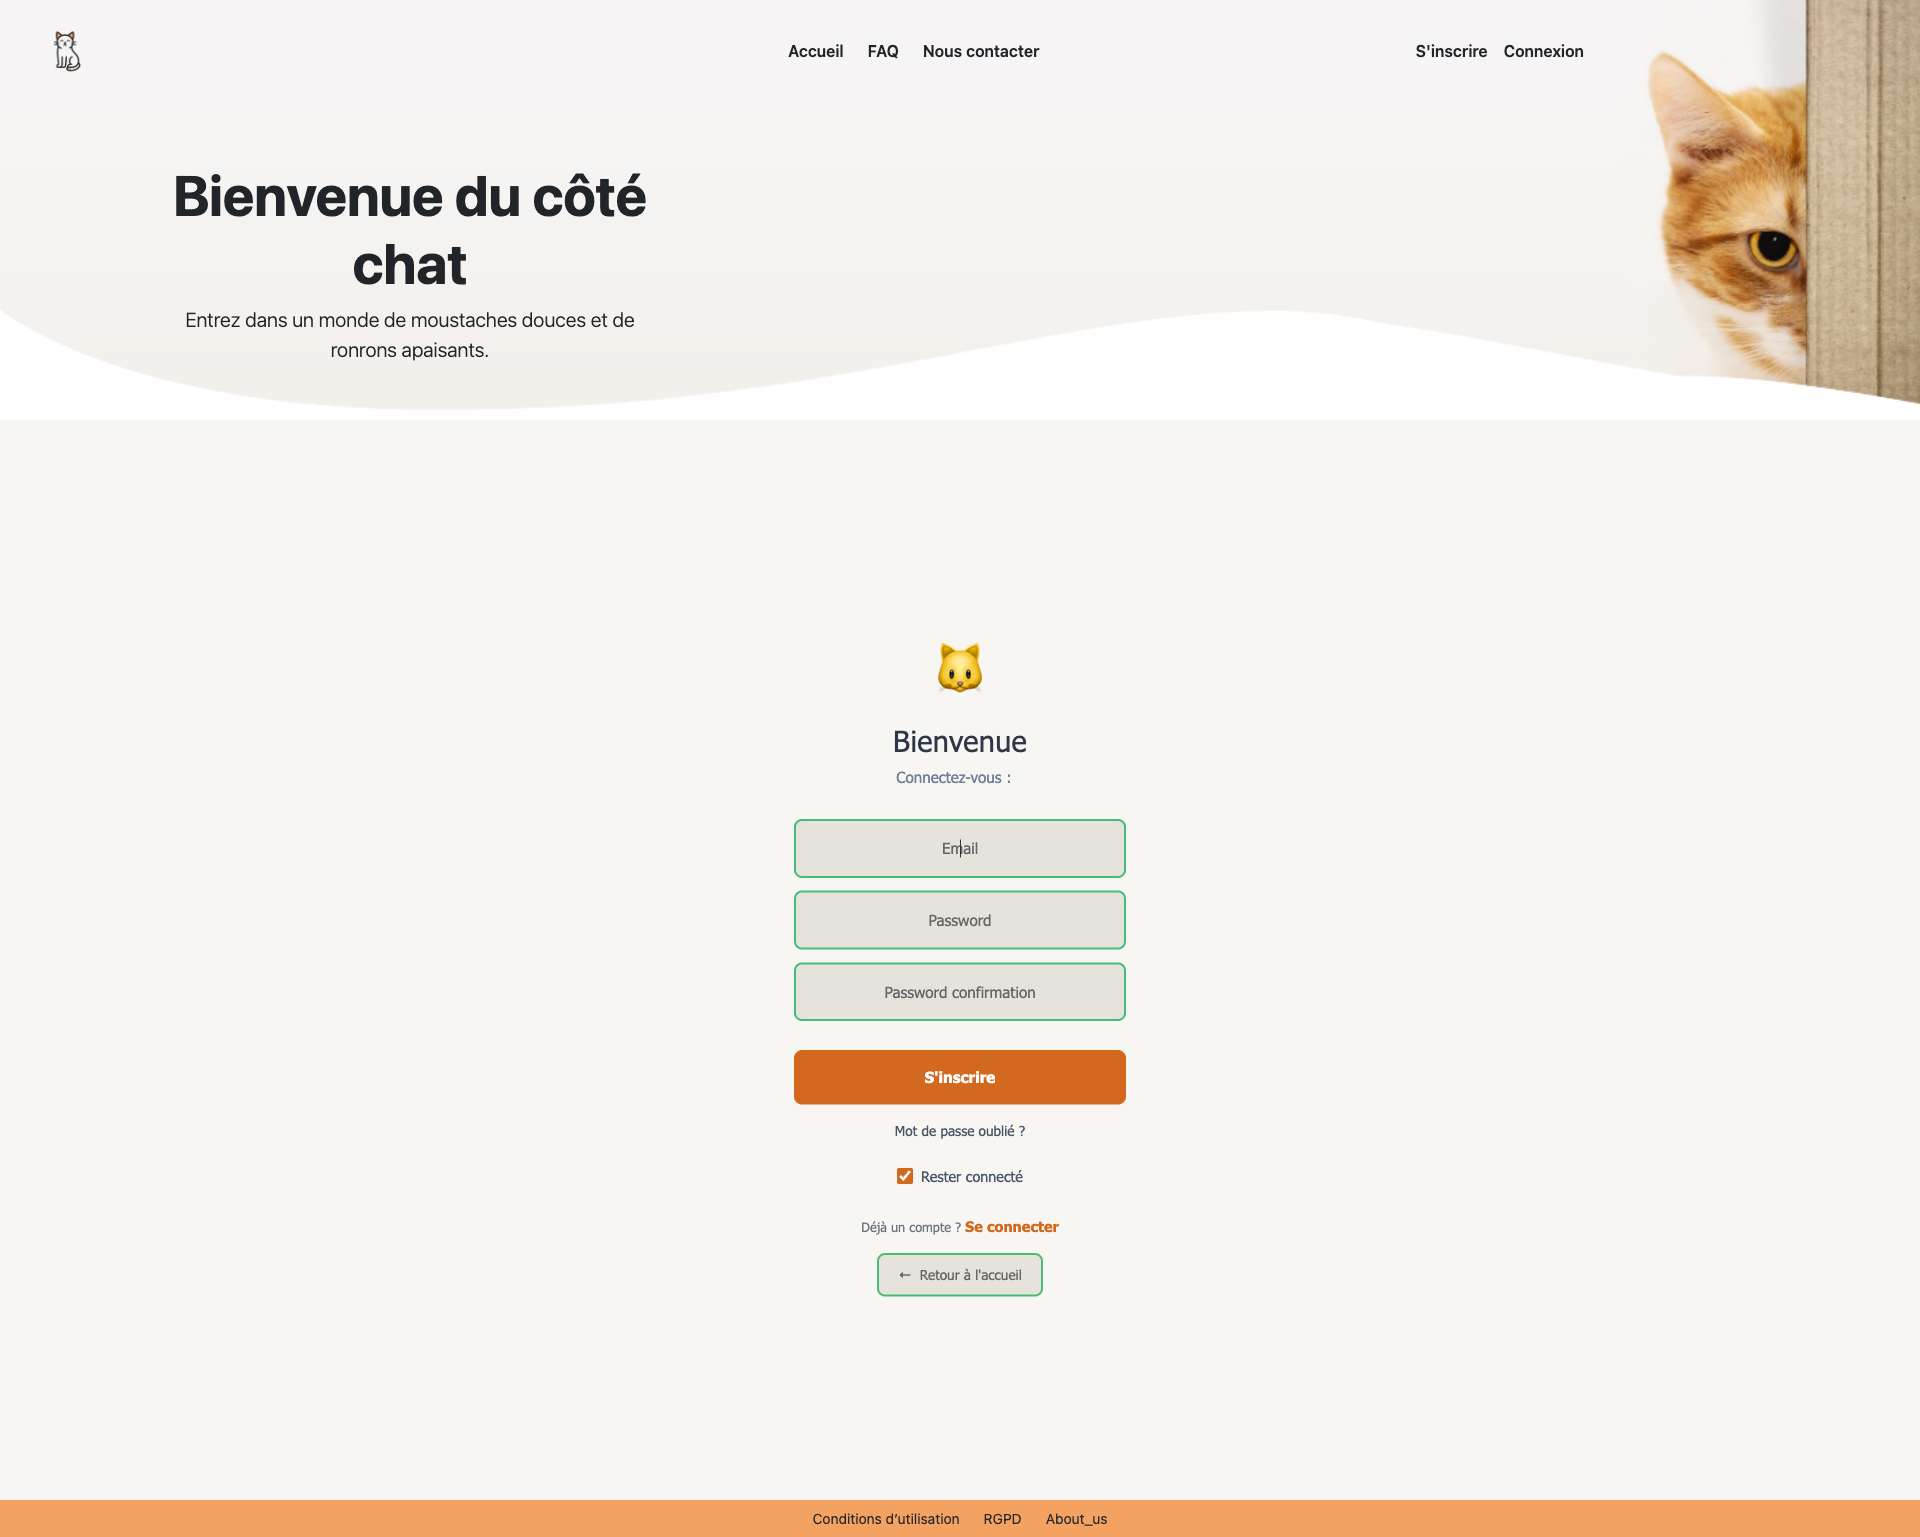 Accueil FAQ Nous contacter S'inscrire Connexion
Bienvenue du côté
chat
Entrez dans un monde de moustaches douces et de
ronrons apaisants.
Bienvenue
Connectez-vous :
Email
Password
Password confirmation
S'inscrire
Mot de passe oublié ?
Rester connecté
Déjà un compte ? Se connecter
← Retour à l'accueil
Conditions d’utilisation RGPD About_us